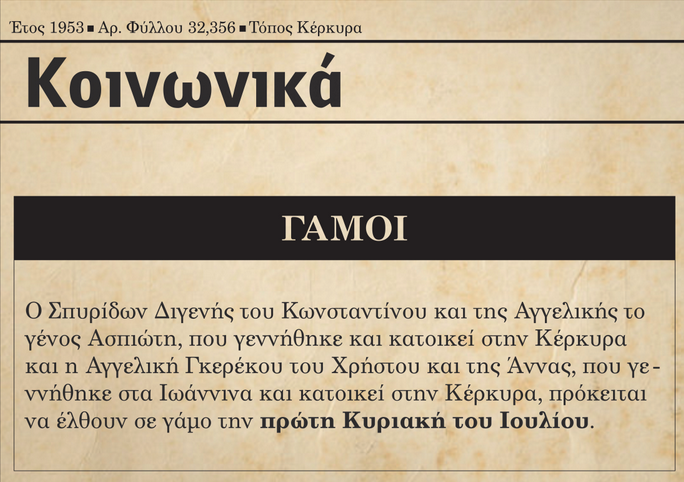 Έτος 1953 ■ Αρ. Φύλλου 32,356 ■ Τόπος Κέρκυρα
Κοινωνικά
ΓΑΜΟΙ
Ο Σπυρίδων Διγενής του Κωνσταντίνου και της Αγγελικής το
γένος Ασπιώτη, που γεννήθηκε και κατοικεί στην Κέρκυρα
και η Αγγελική Γκερέκου του Χρήστου και της Άννας, που γε-
ννήθηκε στα Ιωάννινα και κατοικεί στην Κέρκυρα, πρόκειται
να έλθουν σε γάμο την πρώτη Κυριακή του Ιουλίου.